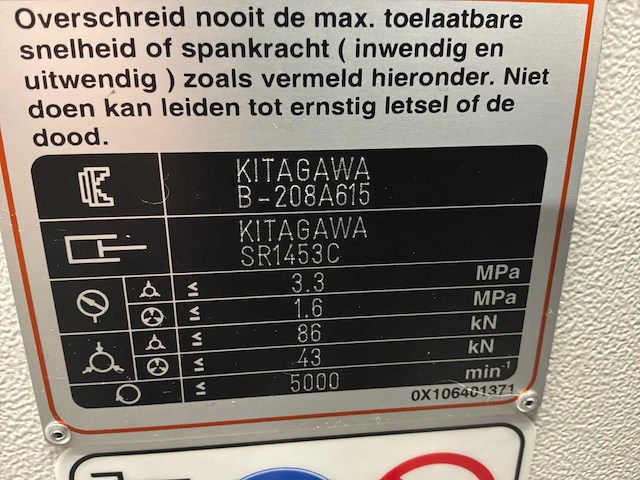 Overschreid nooit de max. toelaatbare
snelheid of spankracht ( inwendig en
uitwendig ) zoals vermeld hieronder. Niet
doen kan leiden tot ernstig letsel of de
dood.
KITAGAWA
B-208A615
KITAGAWA
SR1453C
≤ 3.3 MPa
≤ 1.6 MPa
≤ 86 kN
≤ 43 kN
≤ 5000 min⁻¹
0X106401371